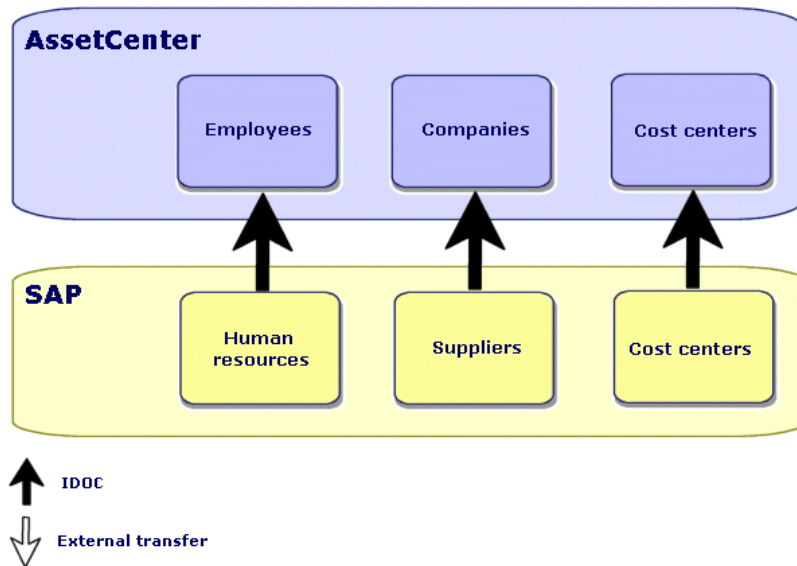 AssetCenter
Employees
Companies
Cost centers
SAP
Human
resources
Suppliers
Cost centers
IDOC
External transfer